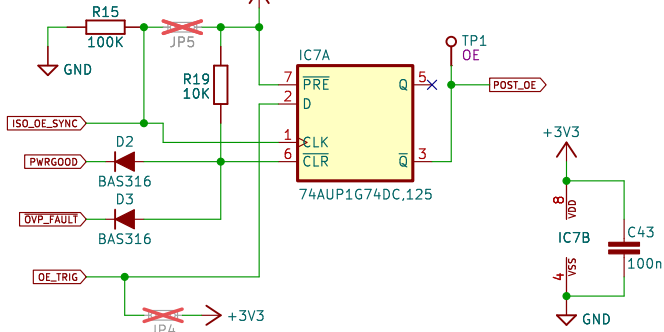 R15
100K
JP5
GND
R19
10K
IC7A
TP1
OE
7 PRE
2 D
1 CLK
6 CLR
Q 5
Q 3
POST_OE
ISO_OE_SYNC
D2
PWRGOOD
BAS316
D3
OVP_FAULT
BAS316
74AUP1G74DC,125
OE_TRIG
JP4
+3V3
+3V3
8
VDD
IC7B
C43
100n
4
VSS
GND